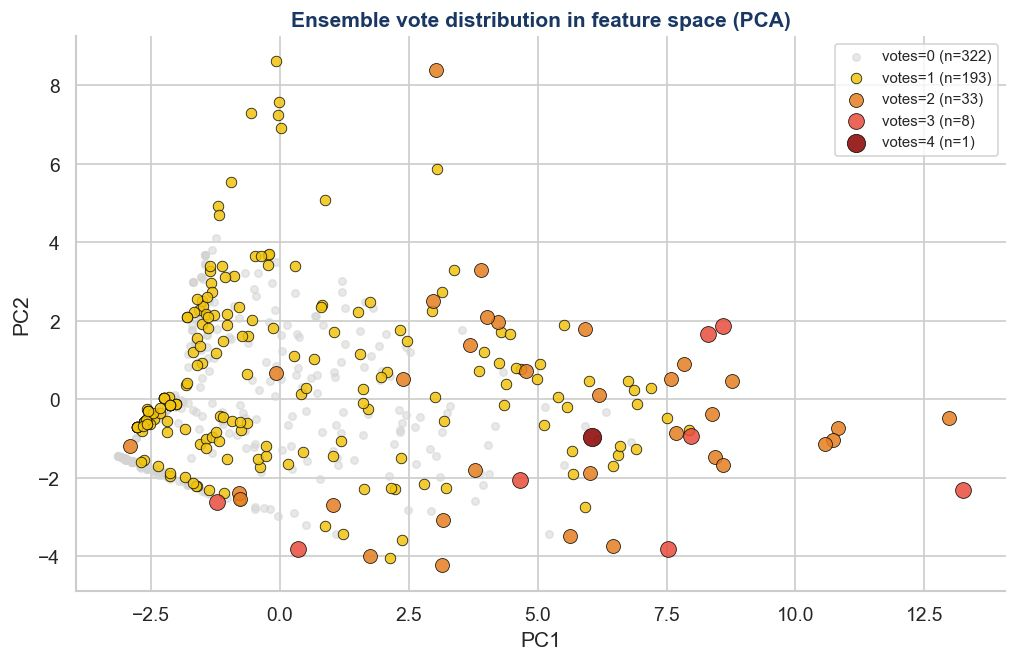 Ensemble vote distribution in feature space (PCA)
votes=0 (n=322)
votes=1 (n=193)
votes=2 (n=33)
votes=3 (n=8)
votes=4 (n=1)
PC2
8
6
4
2
0
−2
−4
−2.5 0.0 2.5 5.0 7.5 10.0 12.5
PC1